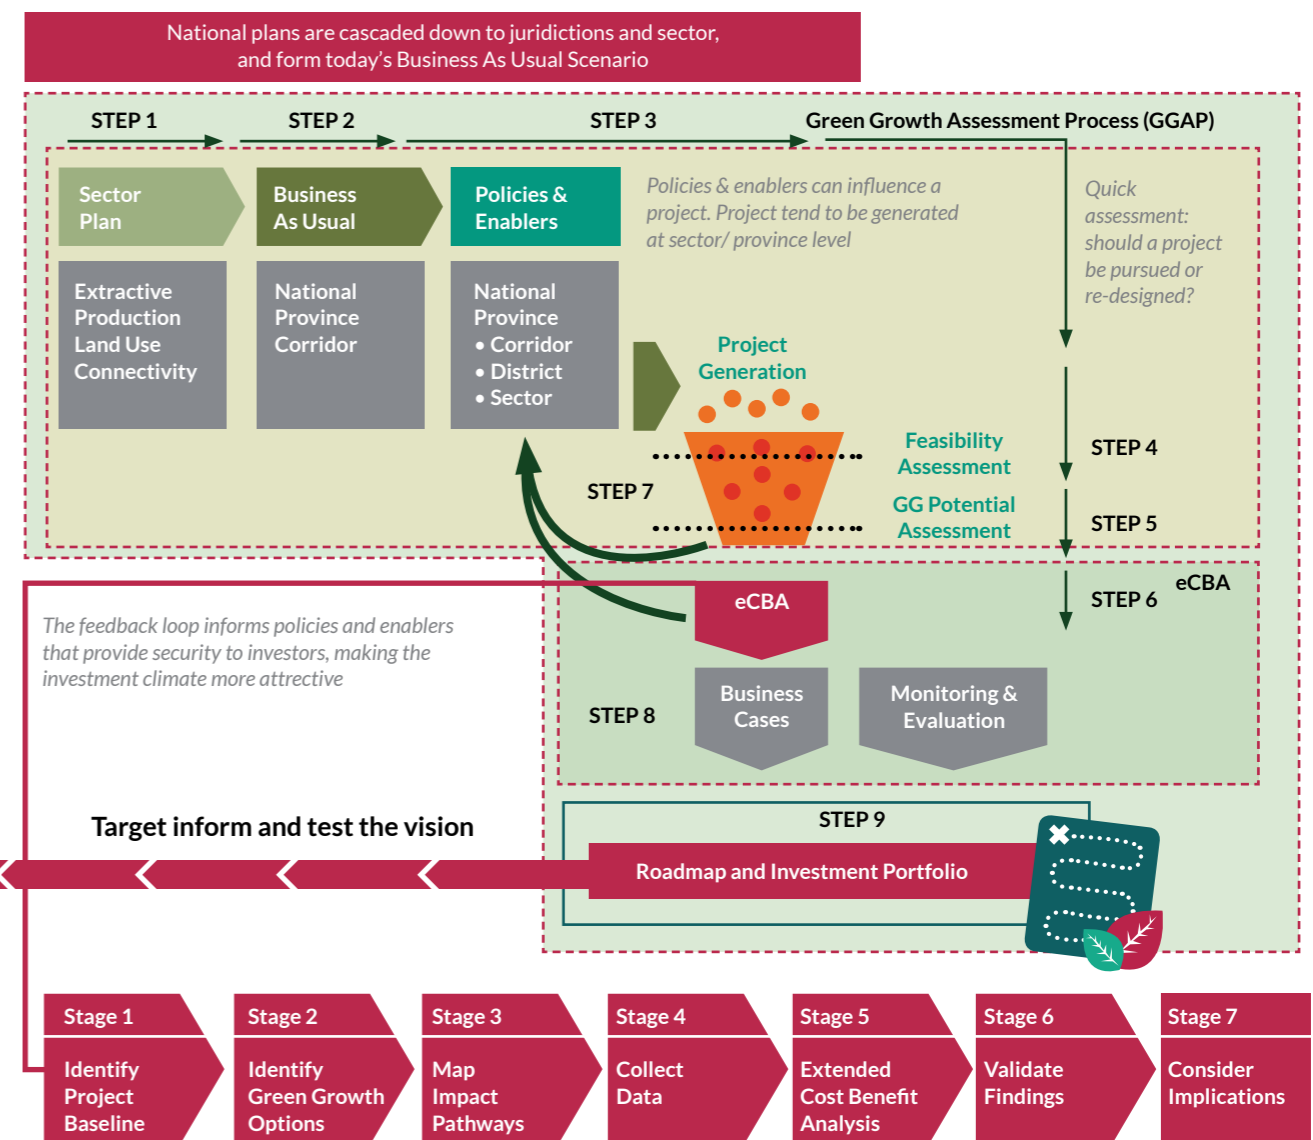 National plans are cascaded down to juridictions and sector,
and form today's Business As Usual Scenario
STEP 1
STEP 2
STEP 3
Green Growth Assessment Process (GGAP)
Sector
Plan
Business
As Usual
Policies &
Enablers
Policies & enablers can influence a
project. Project tend to be generated
at sector/ province level
Quick
assessment:
should a project
be pursued or
re-designed?
Extractive
Production
Land Use
Connectivity
National
Province
Corridor
National
Province
• Corridor
• District
• Sector
Project
Generation
Feasibility
Assessment
STEP 4
STEP 7
GG Potential
Assessment
STEP 5
eCBA
STEP 6
eCBA
The feedback loop informs policies and enablers
that provide security to investors, making the
investment climate more attrective
STEP 8
Business
Cases
Monitoring &
Evaluation
Target inform and test the vision
STEP 9
Roadmap and Investment Portfolio
Stage 1
Identify
Project
Baseline
Stage 2
Identify
Green Growth
Options
Stage 3
Map
Impact
Pathways
Stage 4
Collect
Data
Stage 5
Extended
Cost Benefit
Analysis
Stage 6
Validate
Findings
Stage 7
Consider
Implications